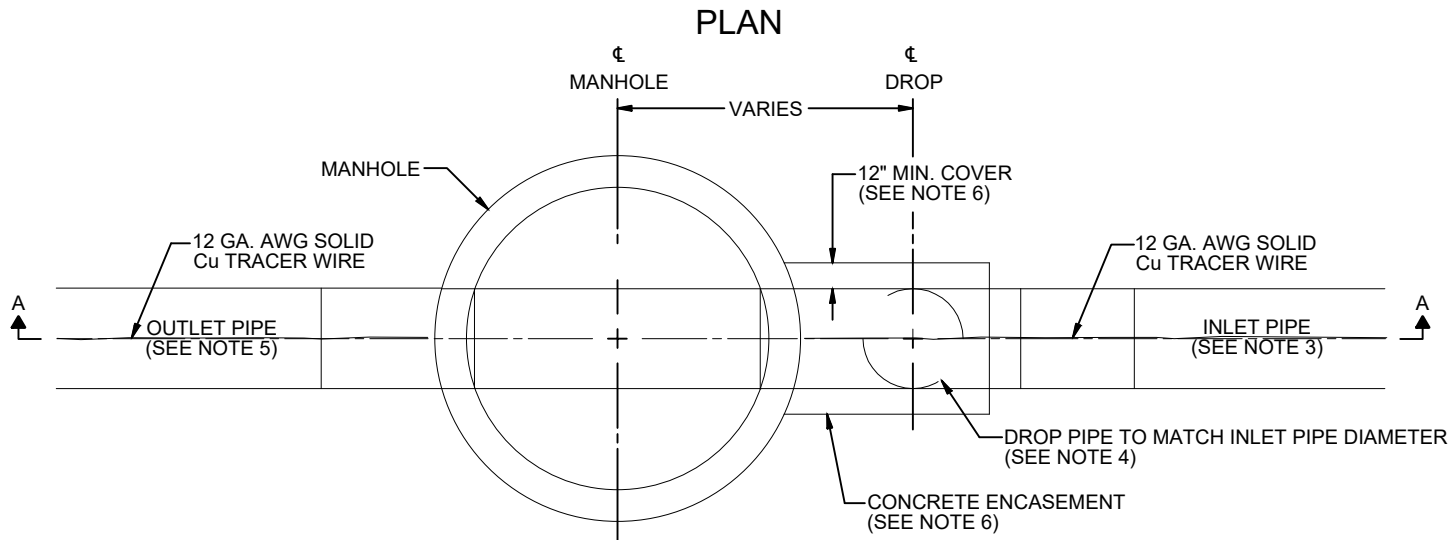 PLAN
℄
MANHOLE
℄
DROP
VARIES
MANHOLE
12" MIN. COVER
(SEE NOTE 6)
12 GA. AWG SOLID
Cu TRACER WIRE
12 GA. AWG SOLID
Cu TRACER WIRE
A
OUTLET PIPE
(SEE NOTE 5)
INLET PIPE
(SEE NOTE 3)
A
DROP PIPE TO MATCH INLET PIPE DIAMETER
(SEE NOTE 4)
CONCRETE ENCASEMENT
(SEE NOTE 6)